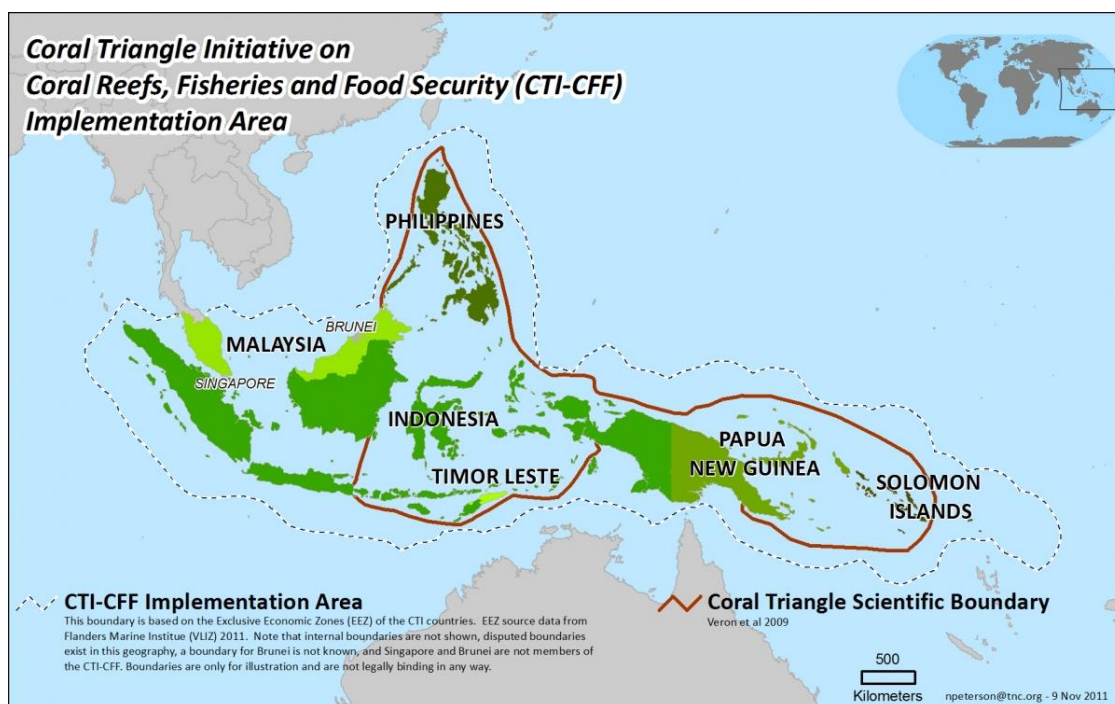 Coral Triangle Initiative on
Coral Reefs, Fisheries and Food Security (CTI-CFF)
Implementation Area
PHILIPPINES
BRUNEI
MALAYSIA
SINGAPORE
INDONESIA
PAPUA
NEW GUINEA
TIMOR LESTE
SOLOMON
ISLANDS
CTI-CFF Implementation Area
This boundary is based on the Exclusive Economic Zones (EEZ) of the CTI countries. EEZ source data from
Flanders Marine Institue (VLIZ) 2011. Note that internal boundaries are not shown, disputed boundaries
exist in this geography, a boundary for Brunei is not known, and Singapore and Brunei are not members of
the CTI-CFF. Boundaries are only for illustration and are not legally binding in any way.
Coral Triangle Scientific Boundary
Veron et al 2009
500
Kilometers
npeterson@tnc.org - 9 Nov 2011